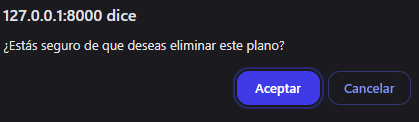 127.0.0.1:8000 dice
¿Estás seguro de que deseas eliminar este plano?
Aceptar
Cancelar